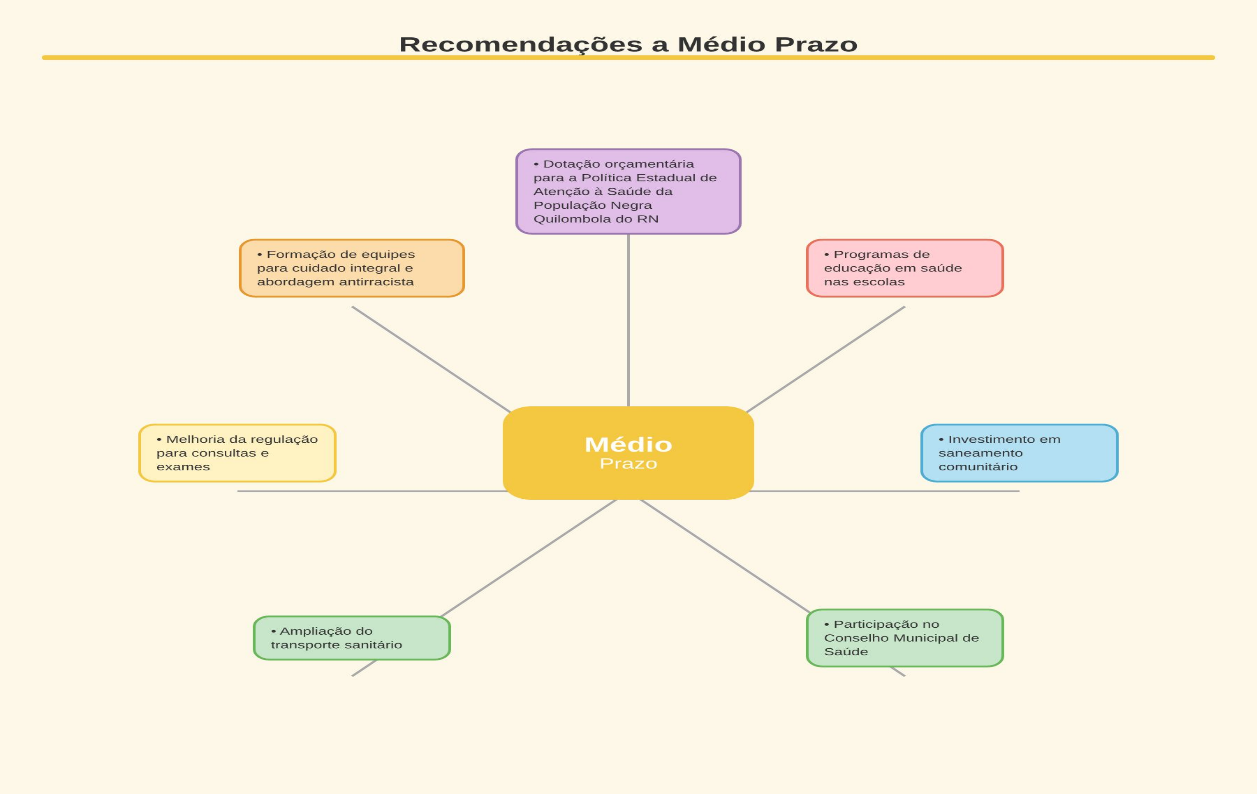 Recomendações a Médio Prazo
• Dotação orçamentária
para a Política Estadual de
Atenção à Saúde da
População Negra
Quilombola do RN
• Formação de equipes
para cuidado integral e
abordagem antirracista
• Programas de
educação em saúde
nas escolas
• Melhoria da regulação
para consultas e
exames
Médio
Prazo
• Investimento em
saneamento
comunitário
• Ampliação do
transporte sanitário
• Participação no
Conselho Municipal de
Saúde